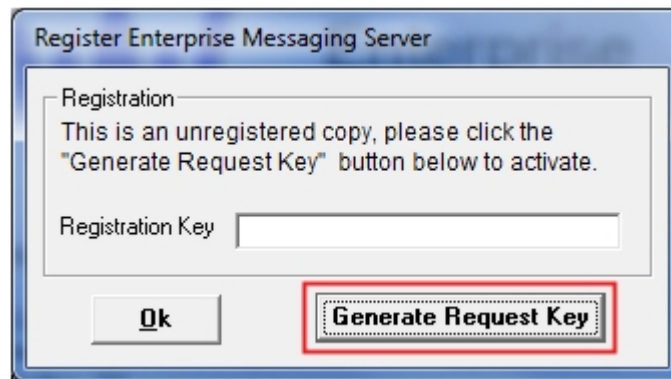 Register Enterprise Messaging Server
Registration
This is an unregistered copy, please click the
"Generate Request Key" button below to activate.
Registration Key
Ok
Generate Request Key